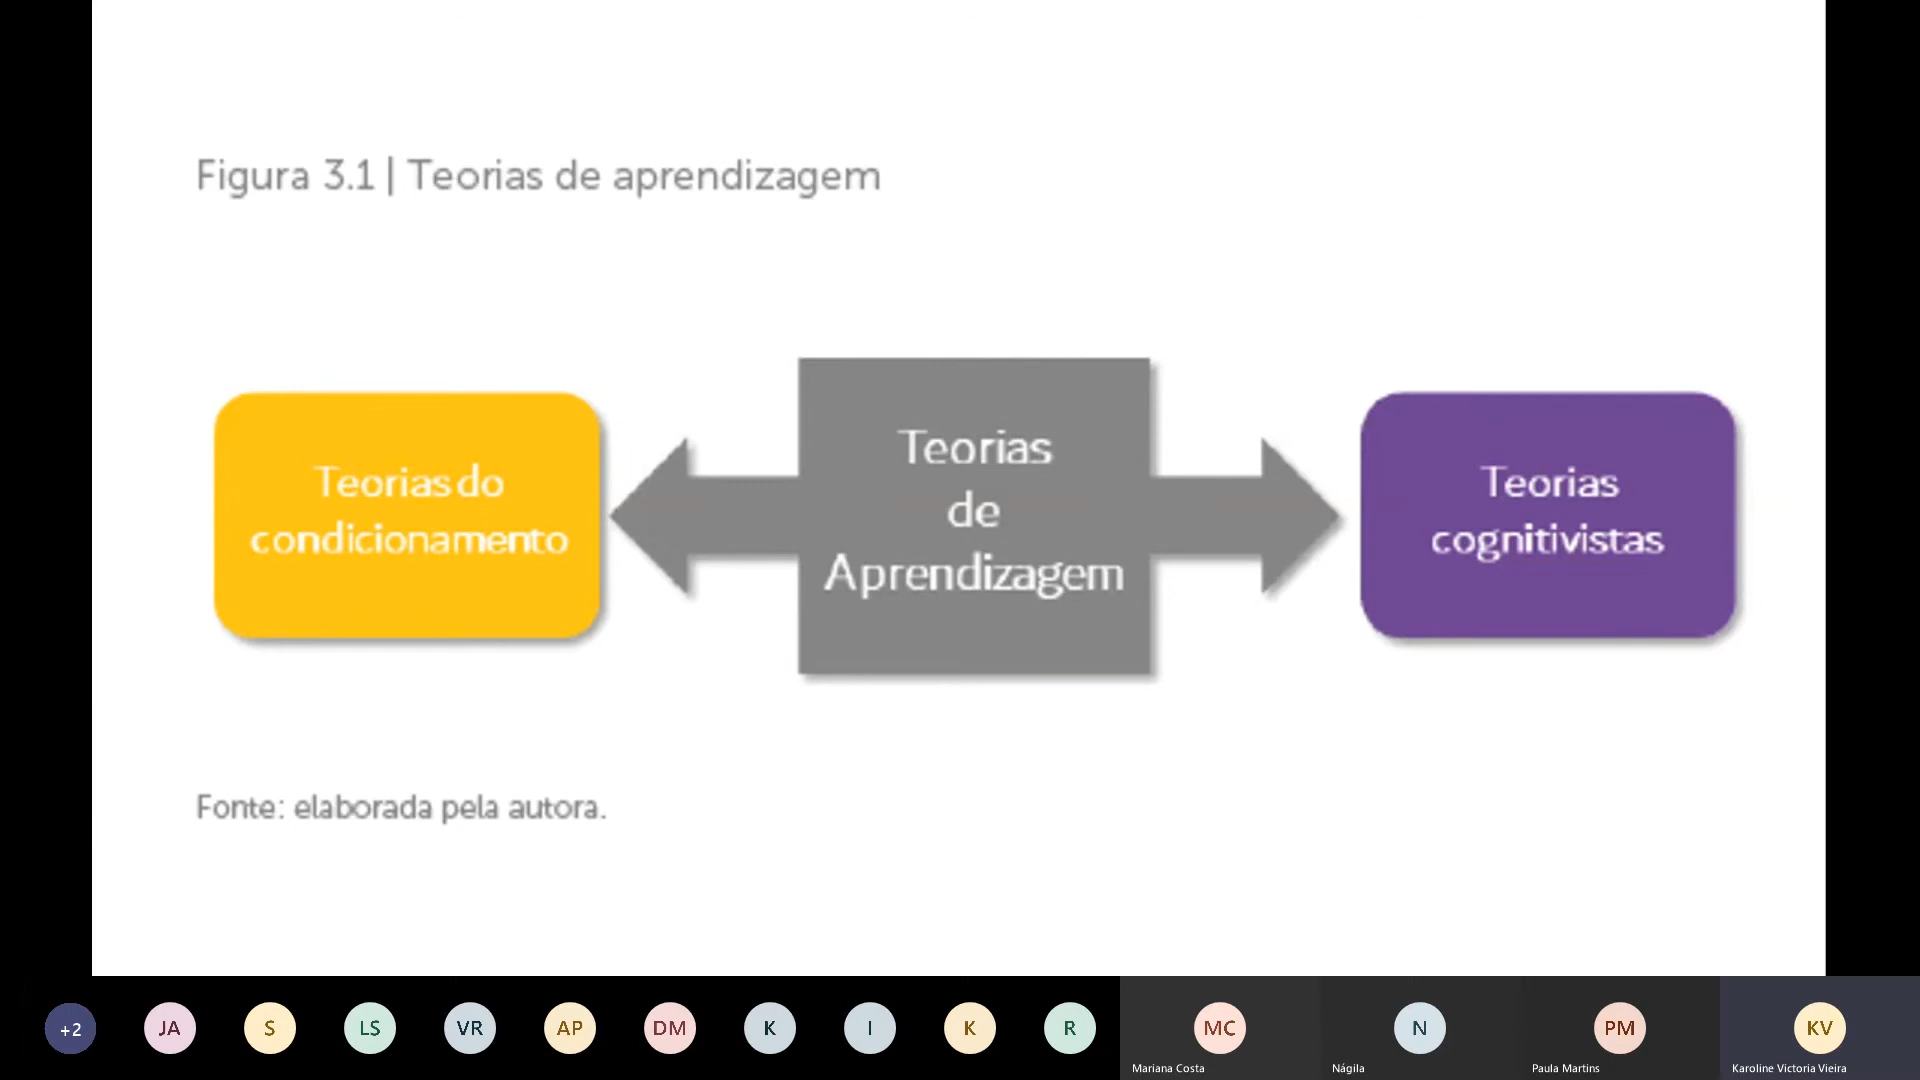 Figura 3.1 | Teorias de aprendizagem
Teorias do
condicionamento
Teorias
de
Aprendizagem
Teorias
cognitivistas
Fonte: elaborada pela autora.
+2
JA
S
LS
VR
AP
DM
K
I
K
R
MC
N
PM
KV
Mariana Costa
Nágila
Paula Martins
Karoline Victoria Vieira